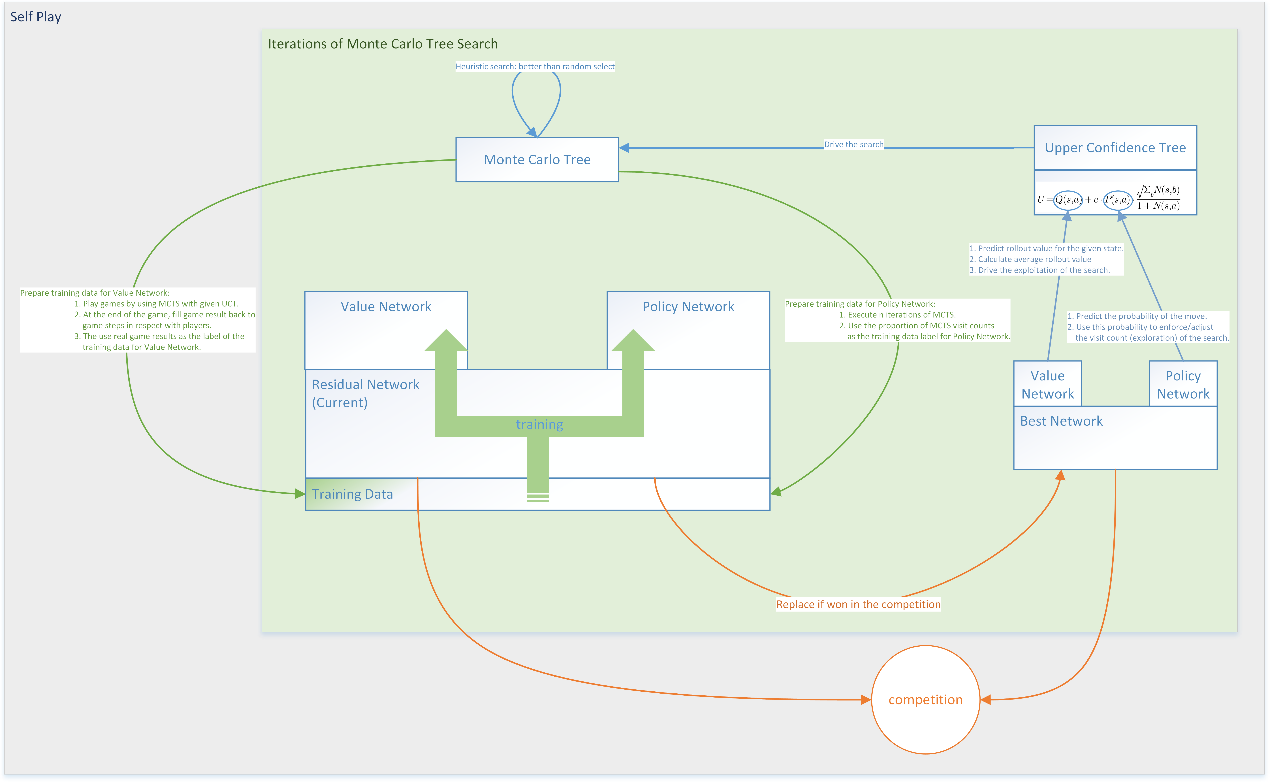 Self Play
Iterations of Monte Carlo Tree Search
Heuristic search: better than random select
Monte Carlo Tree
Drive the search
Upper Confidence Tree
U = Q(s,a) + c · P(s,a) · √Σ_b N(s,b) / 1 + N(s,a)
1. Predict rollout value for the given state.
2. Calculate average rollout value
3. Drive the exploitation of the search.
Prepare training data for Value Network:
1. Play games by using MCTS with given UCT.
2. At the end of the game, fill game result back to
game steps in respect with players.
3. The use real game results as the label of the
training data for Value Network.
Value Network
Policy Network
Prepare training data for Policy Network:
1. Execute n iterations of MCTS
2. Use the proportion of MCTS visit counts
as the training data label for Policy Network.
1. Predict the probability of the move.
2. Use this probability to enforce/adjust
the visit count (exploration) of the search.
Residual Network
(Current)
training
Training Data
Value
Network
Policy
Network
Best Network
Replace if won in the competition
competition